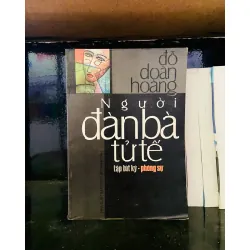 đỗ
doãn
hoàng
Người
đàn bà
tử tế
tập bút ký - phóng sự